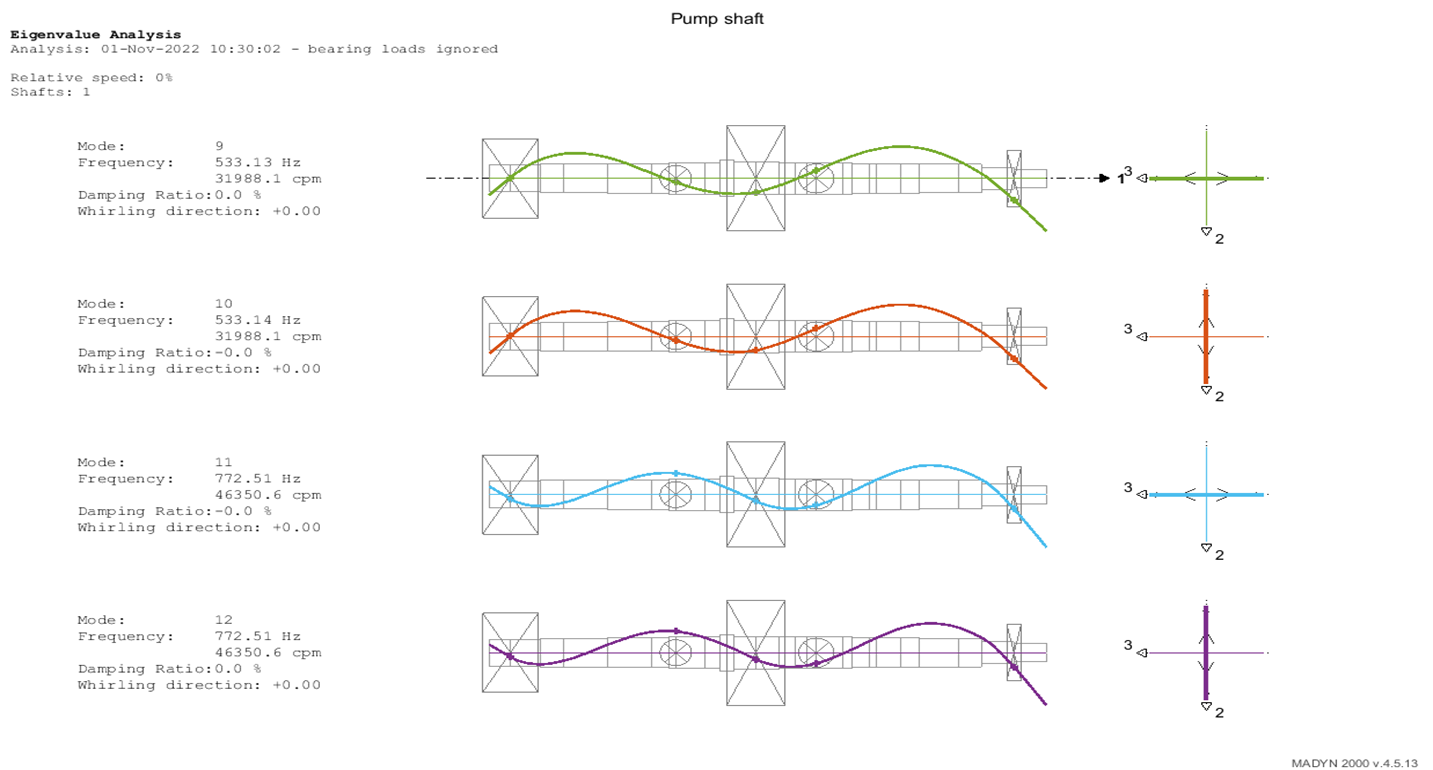 Pump shaft
Eigenvalue Analysis
Analysis: 01-Nov-2022 10:30:02 - bearing loads ignored
Relative speed: 0%
Shafts: 1
Mode: 9
Frequency: 533.13 Hz
31988.1 cpm
Damping Ratio:0.0 %
Whirling direction: +0.00
1
3
2
Mode: 10
Frequency: 533.14 Hz
31988.1 cpm
Damping Ratio:-0.0 %
Whirling direction: +0.00
3
2
Mode: 11
Frequency: 772.51 Hz
46350.6 cpm
Damping Ratio:-0.0 %
Whirling direction: +0.00
3
2
Mode: 12
Frequency: 772.51 Hz
46350.6 cpm
Damping Ratio:0.0 %
Whirling direction: +0.00
3
2
MADYN 2000 v.4.5.13